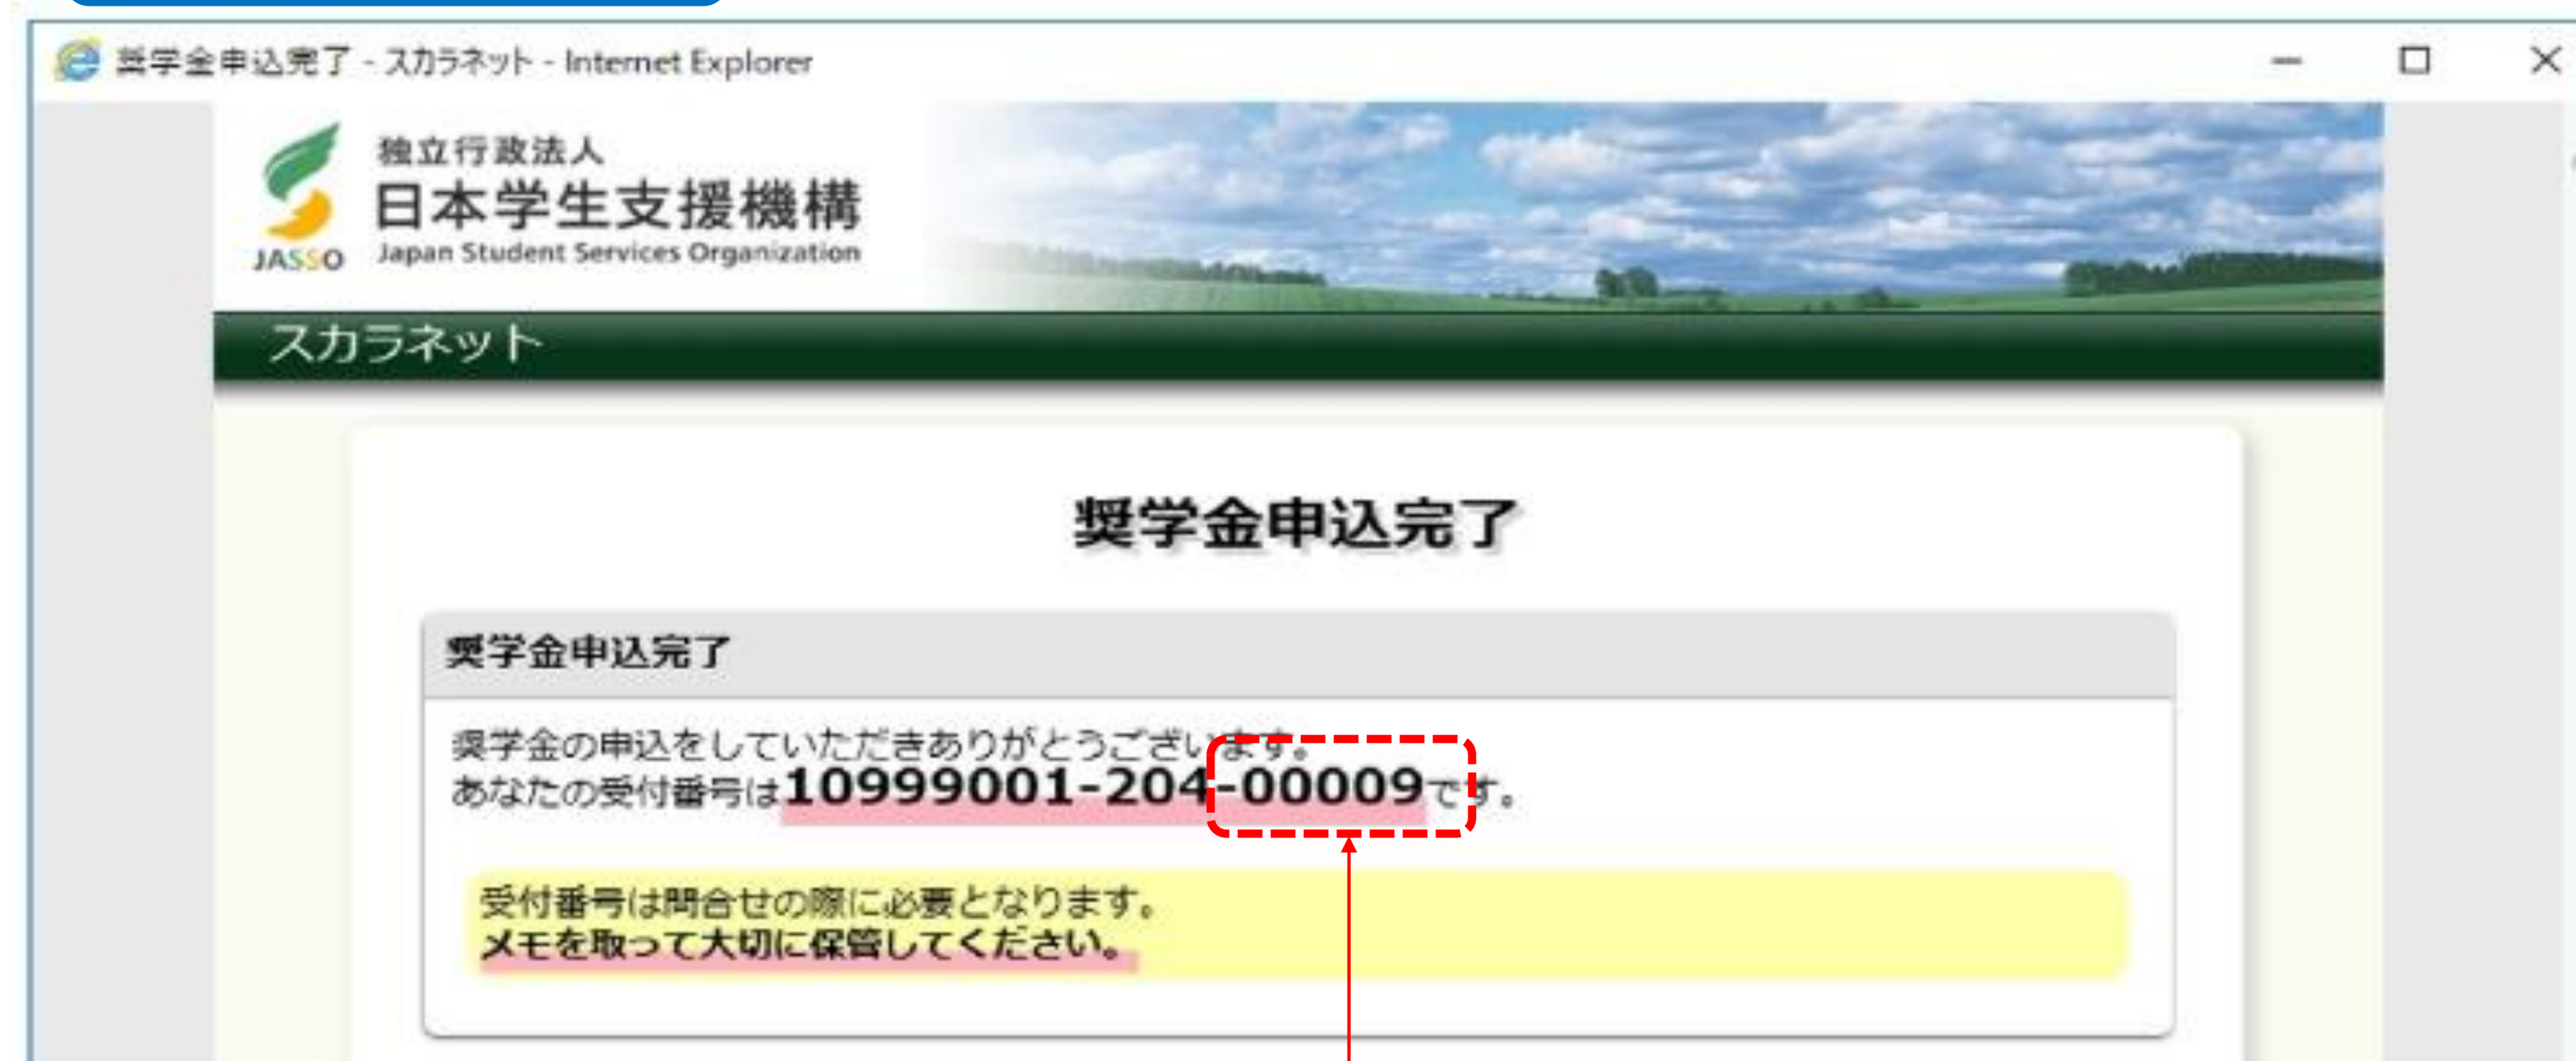 奨学金申込完了 - スカラネット - Internet Explorer
独立行政法人
日本学生支援機構
JASSO Japan Student Services Organization
スカラネット
奨学金申込完了
奨学金申込完了
奨学金の申込をしていただきありがとうございます。
あなたの受付番号は10999001-204-00009です。
受付番号は問合せの際に必要となります。
メモを取って大切に保管してください。